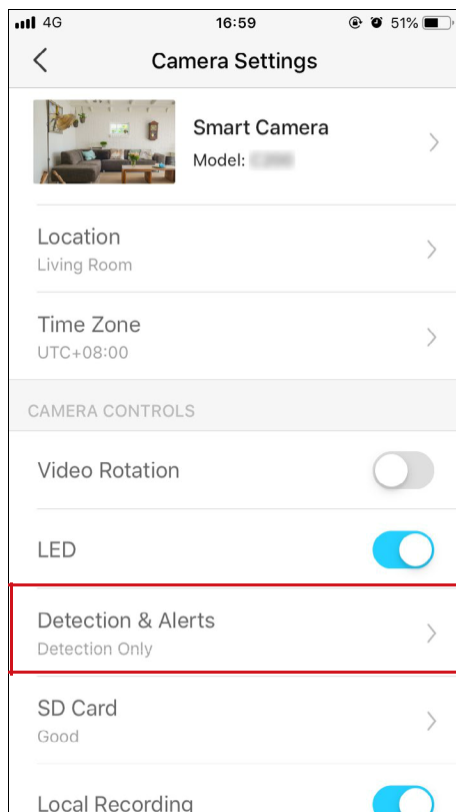 4G 16:59 51%
Camera Settings
Smart Camera
Model:
Location
Living Room
Time Zone
UTC+08:00
CAMERA CONTROLS
Video Rotation
LED
Detection & Alerts
Detection Only
SD Card
Good
Local Recording